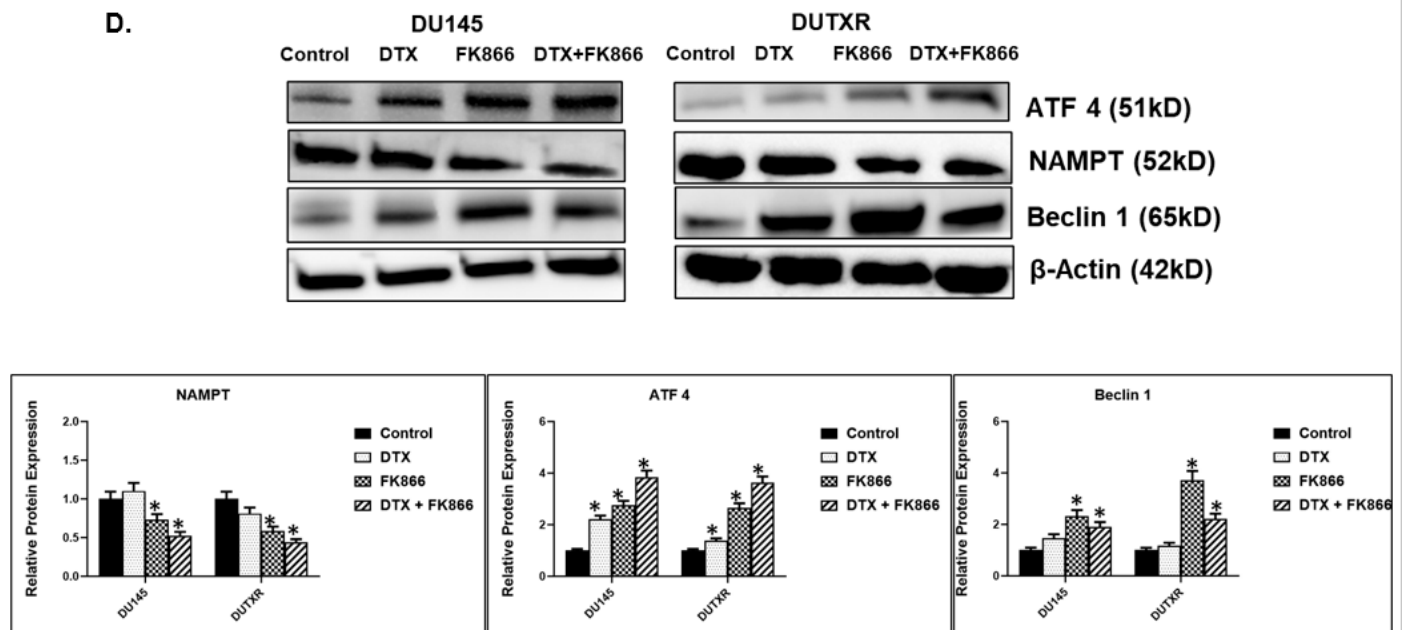 D.
DU145
DUTXR
Control DTX FK866 DTX+FK866
Control DTX FK866 DTX+FK866
ATF 4 (51kD)
NAMPT (52kD)
Beclin 1 (65kD)
β-Actin (42kD)
NAMPT
Relative Protein Expression
2.0
1.5
1.0
0.5
0.0
* * * *
DU145
DUTXR
Control
DTX
FK866
DTX + FK866
ATF 4
Relative Protein Expression
6
4
2
0
* * * * * *
DU145
DUTXR
Control
DTX
FK866
DTX + FK866
Beclin 1
Relative Protein Expression
6
4
2
0
* * * *
DU145
DUTXR
Control
DTX
FK866
DTX + FK866